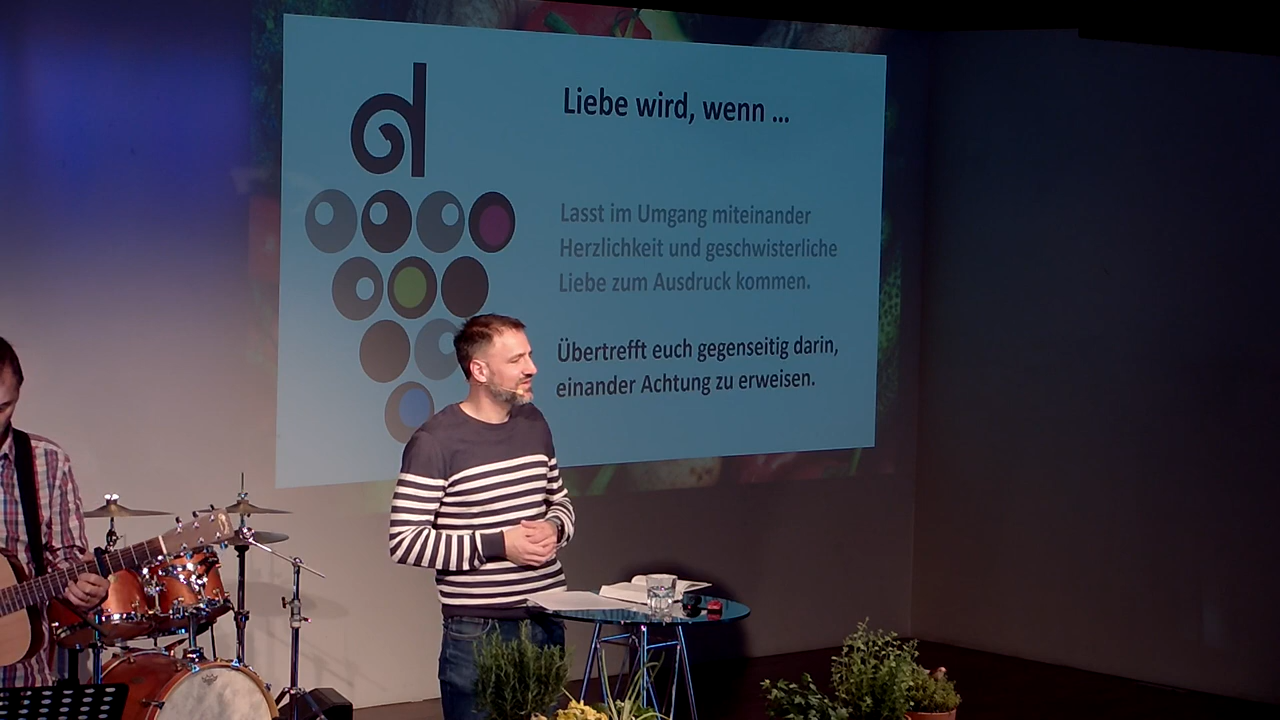 Liebe wird, wenn ...
Lasst im Umgang miteinander
Herzlichkeit und geschwisterliche
Liebe zum Ausdruck kommen.
Übertrefft euch gegenseitig darin,
einander Achtung zu erweisen.